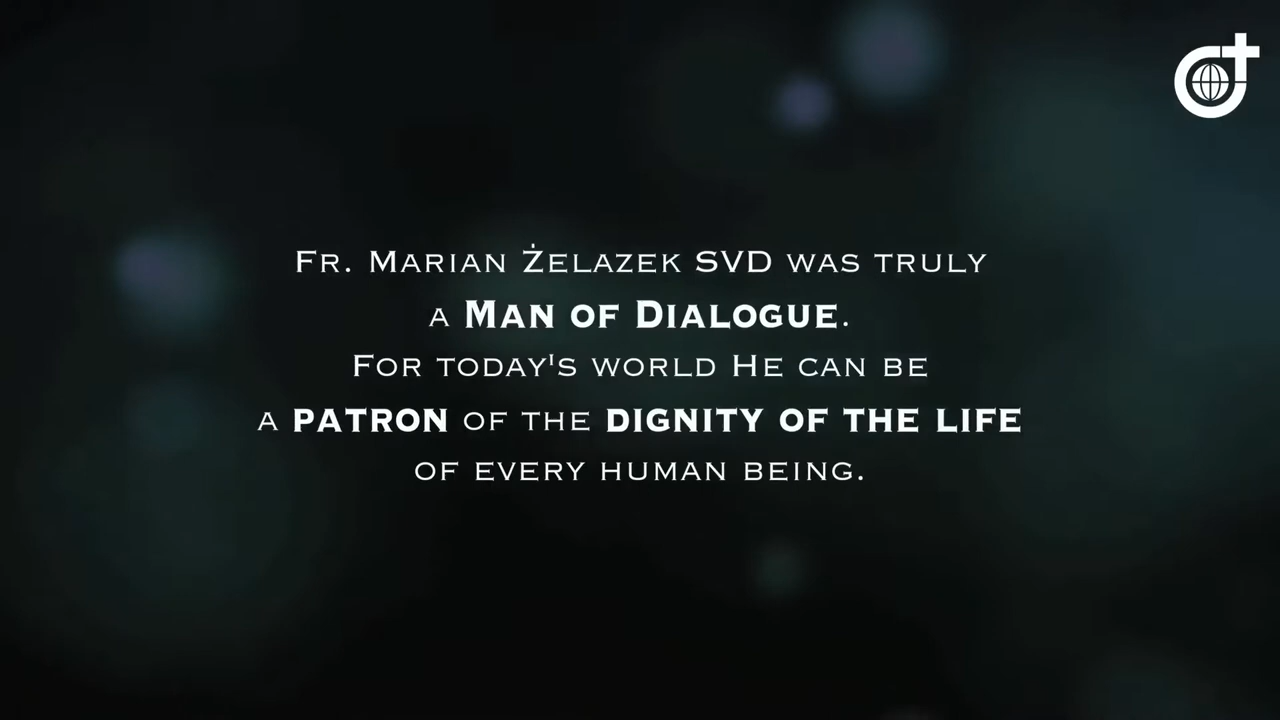 Fr. Marian Żelazek SVD was truly
a Man of Dialogue.
For today's world He can be
a PATRON of the DIGNITY OF THE LIFE
of every human being.